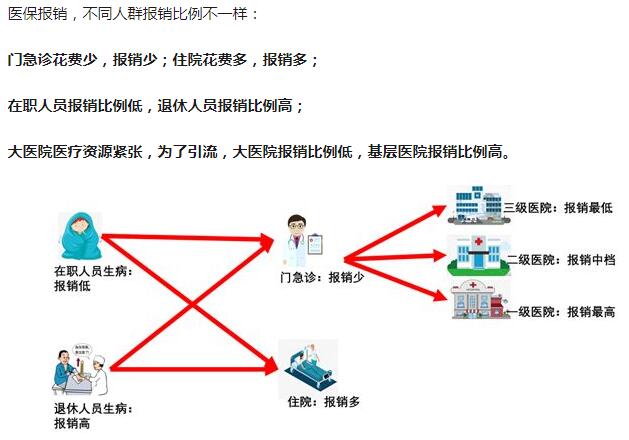 医保报销，不同人群报销比例不一样：
门急诊花费少，报销少；住院花费多，报销多；
在职人员报销比例低，退休人员报销比例高；
大医院医疗资源紧张，为了引流，大医院报销比例低，基层医院报销比例高。
三级医院：报销最低
二级医院：报销中档
一级医院：报销最高
在职人员生病：
报销低
门急诊：报销少
退休人员生病：
报销高
住院：报销多